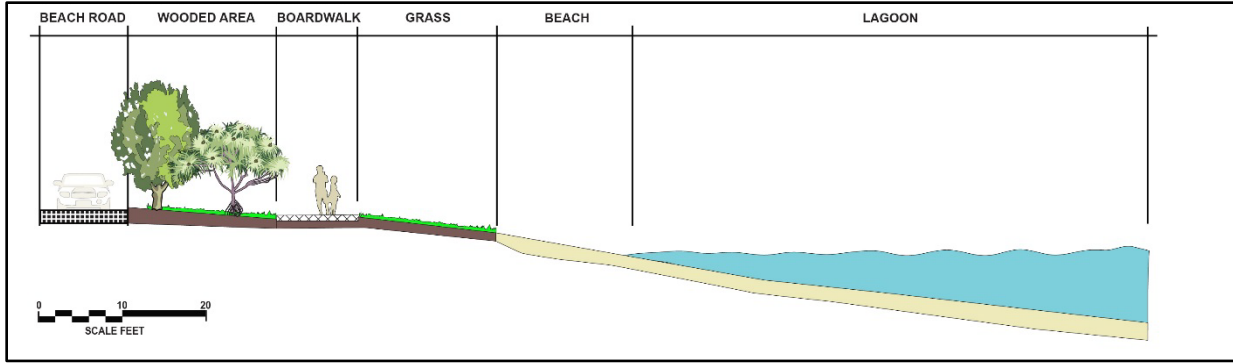 BEACH ROAD WOODED AREA BOARDWALK GRASS BEACH LAGOON
0 10 20
SCALE FEET